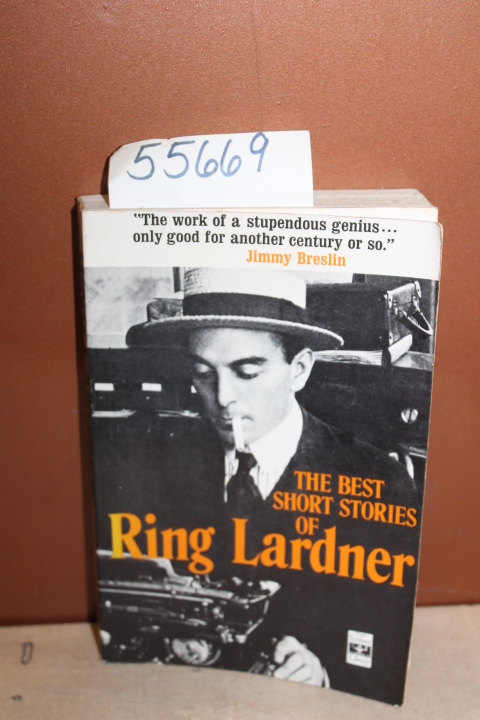 55669
"The work of a stupendous genius...
only good for another century or so."
Jimmy Breslin
THE BEST
SHORT STORIES
OF
Ring Lardner